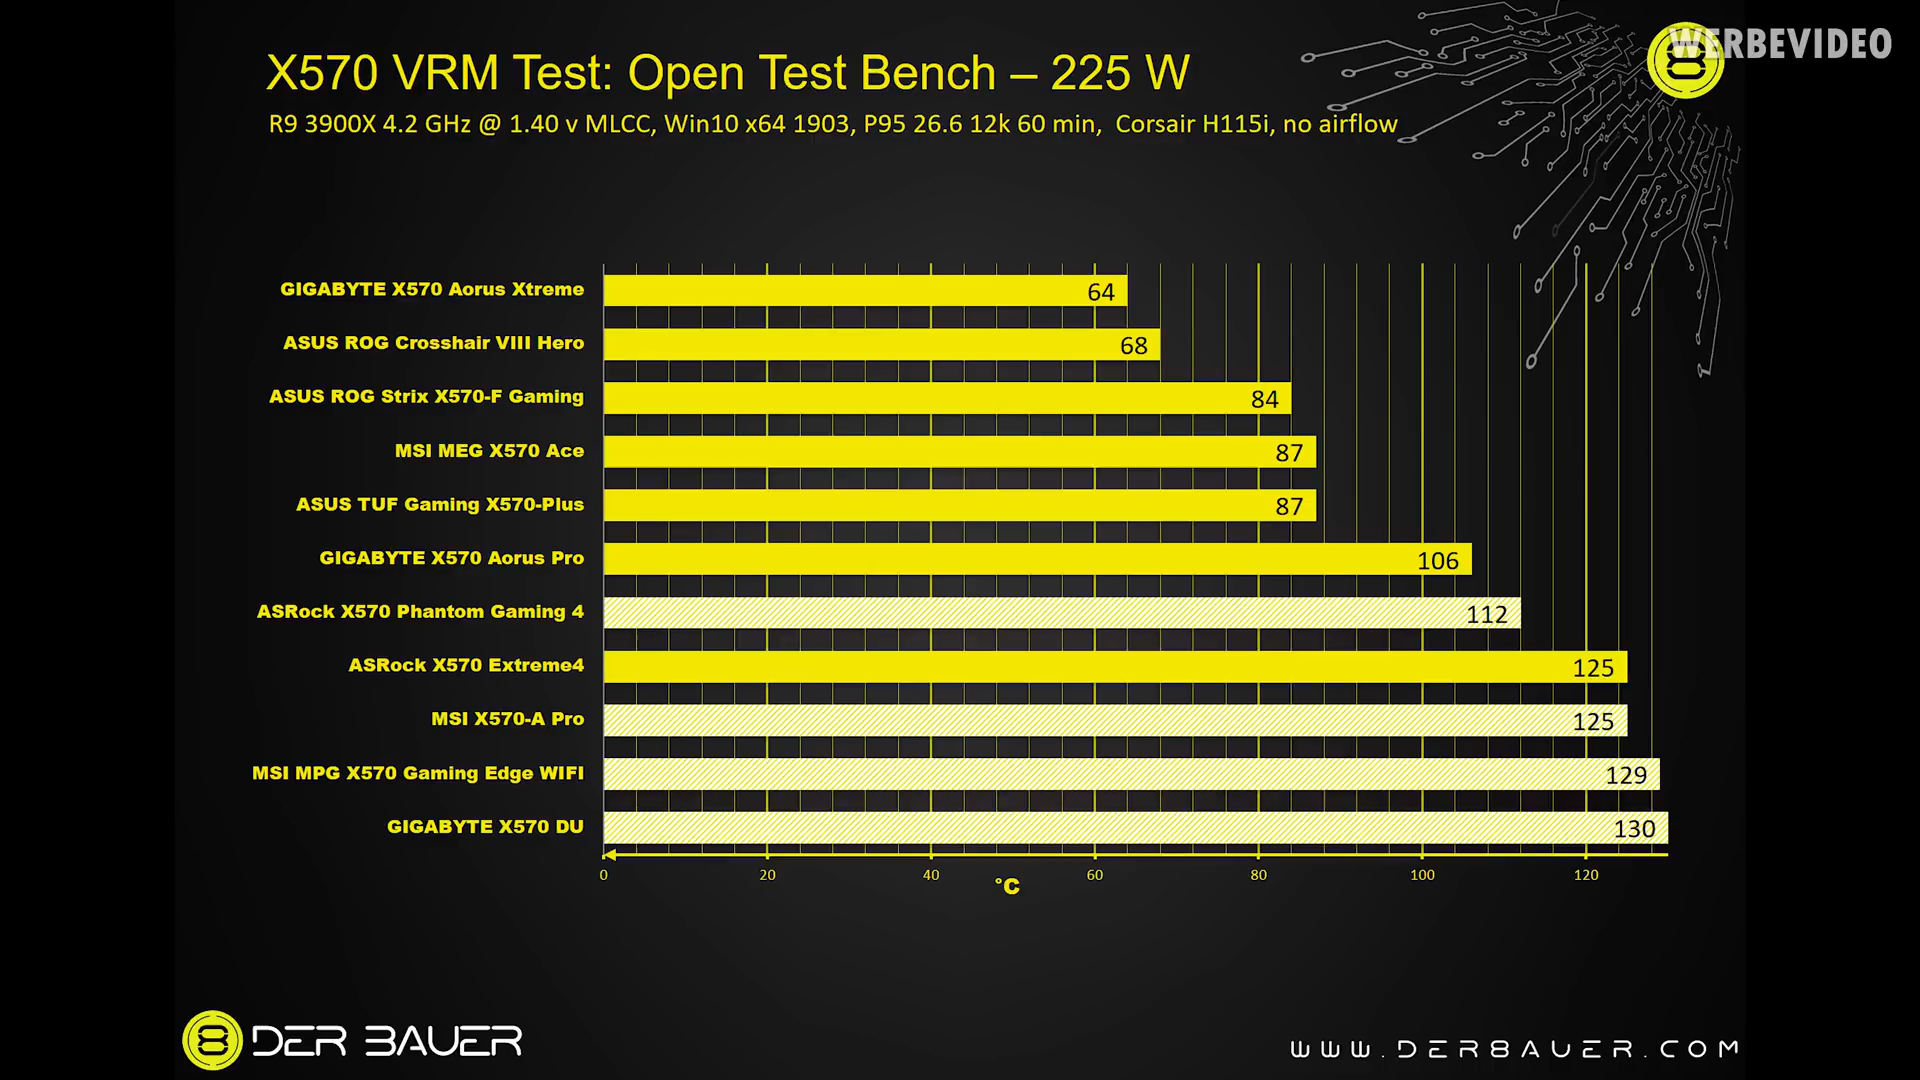 WERBEVIDEO
X570 VRM Test: Open Test Bench – 225 W
R9 3900X 4.2 GHz @ 1.40 v MLCC, Win10 x64 1903, P95 26.6 12k 60 min, Corsair H115i, no airflow
GIGABYTE X570 Aorus Xtreme 64
ASUS ROG Crosshair VIII Hero 68
ASUS ROG Strix X570-F Gaming 84
MSI MEG X570 Ace 87
ASUS TUF Gaming X570-Plus 87
GIGABYTE X570 Aorus Pro 106
ASRock X570 Phantom Gaming 4 112
ASRock X570 Extreme4 125
MSI X570-A Pro 125
MSI MPG X570 Gaming Edge WIFI 129
GIGABYTE X570 DU 130
0 20 40 60 80 100 120
°C
8 DER 8AUER
WWW.DER8AUER.COM